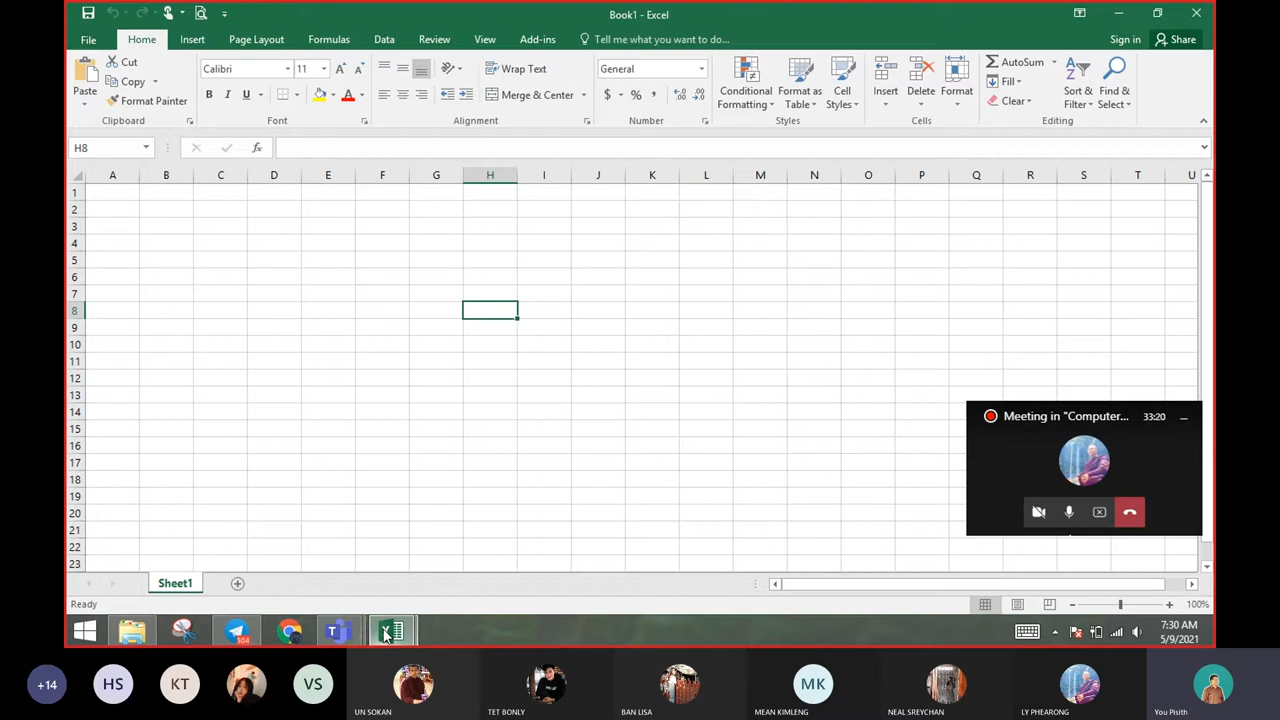 Book1 - Excel
File Home Insert Page Layout Formulas Data Review View Add-ins Tell me what you want to do... Sign in Share
Paste Cut Copy Format Painter
Calibri 11
B I U A
Wrap Text
Merge & Center
General
$ % ,
Conditional Formatting
Format as Table
Cell Styles
Insert Delete Format
AutoSum
Fill
Clear
Sort & Filter
Find & Select
Clipboard Font Alignment Number Styles Cells Editing
H8 fx
A B C D E F G H I J K L M N O P Q R S T U
1
2
3
4
5
6
7
8
9
10
11
12
13
14
15
16
17
18
19
20
21
22
23
Meeting in "Computer... 33:20
Sheet1
Ready 100%
504
T
X
7:30 AM
5/9/2021
+14 HS KT VS MK
UN SOKAN TET BONLY BAN LISA MEAN KIMLENG NEAL SREYCHAN LY PHEARONG You Pisith